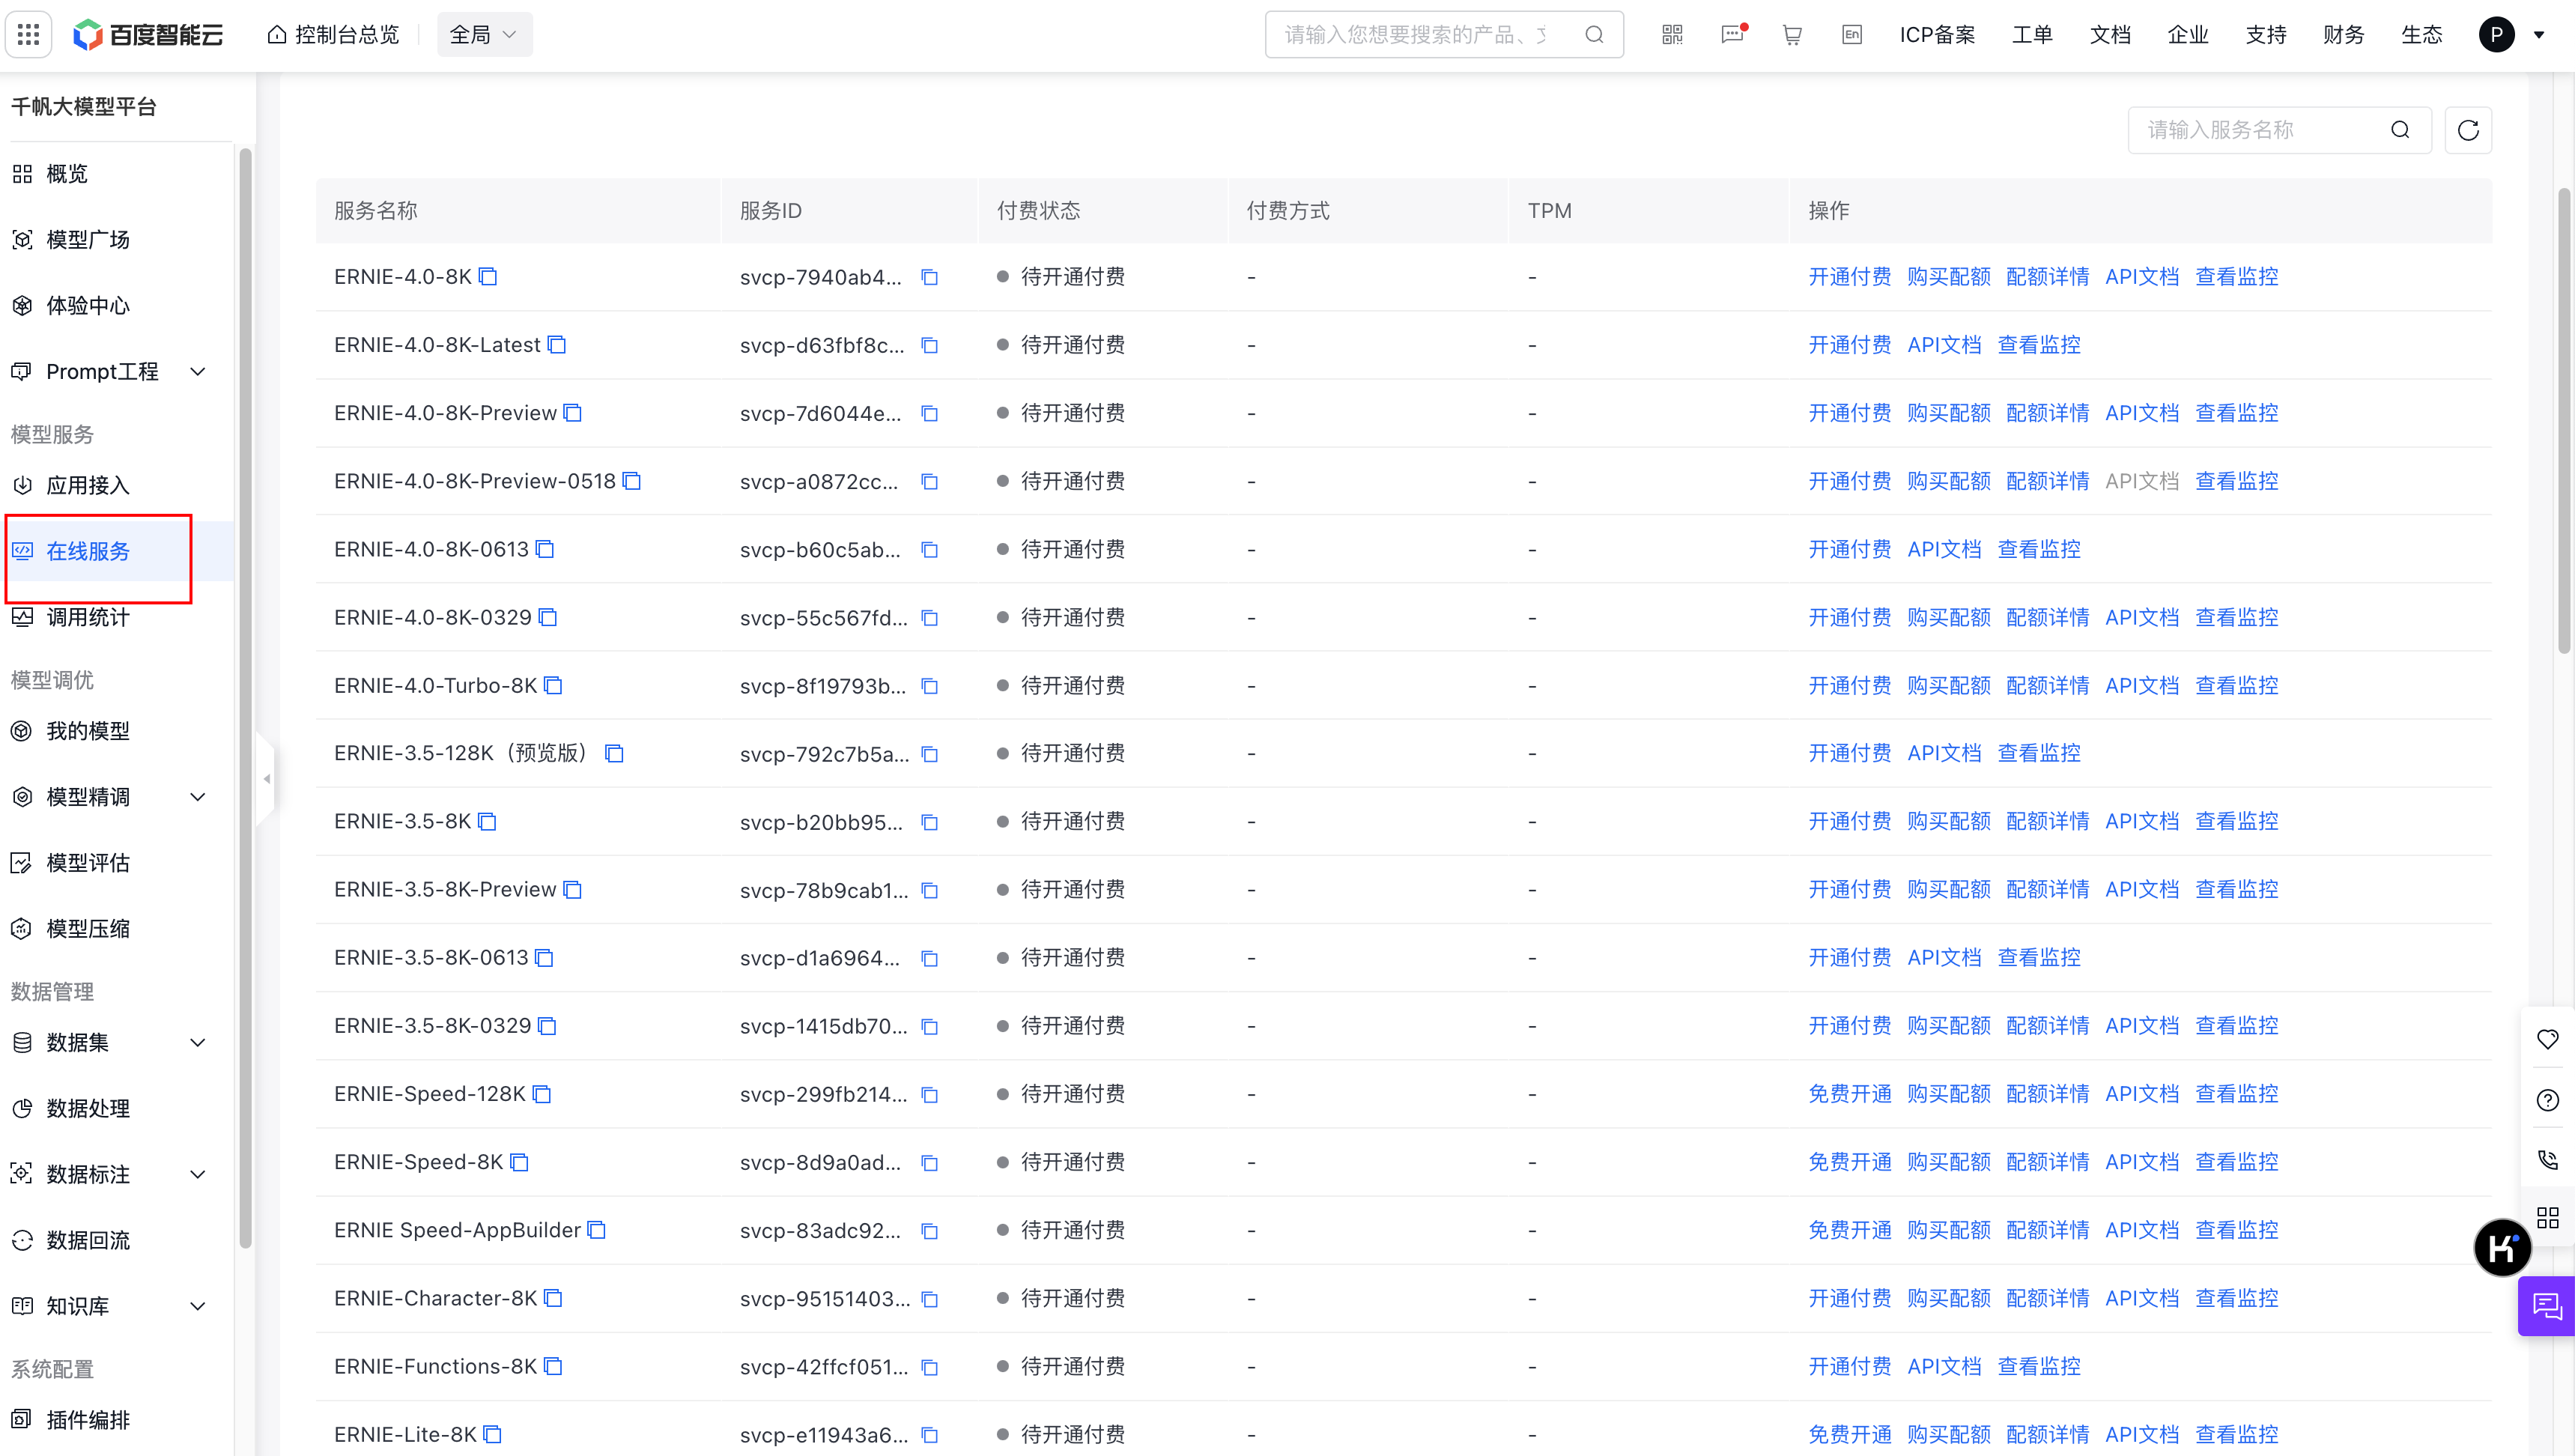 百度智能云 控制台总览 全局 请输入您想要搜索的产品、文 En ICP备案 工单 文档 企业 支持 财务 生态 P
千帆大模型平台
概览
模型广场
体验中心
Prompt工程
模型服务
应用接入
在线服务
调用统计
模型调优
我的模型
模型精调
模型评估
模型压缩
数据管理
数据集
数据处理
数据标注
数据回流
知识库
系统配置
插件编排
请输入服务名称
服务名称 服务ID 付费状态 付费方式 TPM 操作
ERNIE-4.0-8K svcp-7940ab4... 待开通付费 - - 开通付费 购买配额 配额详情 API文档 查看监控
ERNIE-4.0-8K-Latest svcp-d63fbf8c... 待开通付费 - - 开通付费 API文档 查看监控
ERNIE-4.0-8K-Preview svcp-7d6044e... 待开通付费 - - 开通付费 购买配额 配额详情 API文档 查看监控
ERNIE-4.0-8K-Preview-0518 svcp-a0872cc... 待开通付费 - - 开通付费 购买配额 配额详情 API文档 查看监控
ERNIE-4.0-8K-0613 svcp-b60c5ab... 待开通付费 - - 开通付费 API文档 查看监控
ERNIE-4.0-8K-0329 svcp-55c567fd... 待开通付费 - - 开通付费 购买配额 配额详情 API文档 查看监控
ERNIE-4.0-Turbo-8K svcp-8f19793b... 待开通付费 - - 开通付费 购买配额 配额详情 API文档 查看监控
ERNIE-3.5-128K（预览版） svcp-792c7b5a... 待开通付费 - - 开通付费 API文档 查看监控
ERNIE-3.5-8K svcp-b20bb95... 待开通付费 - - 开通付费 购买配额 配额详情 API文档 查看监控
ERNIE-3.5-8K-Preview svcp-78b9cab1... 待开通付费 - - 开通付费 购买配额 配额详情 API文档 查看监控
ERNIE-3.5-8K-0613 svcp-d1a6964... 待开通付费 - - 开通付费 API文档 查看监控
ERNIE-3.5-8K-0329 svcp-1415db70... 待开通付费 - - 开通付费 购买配额 配额详情 API文档 查看监控
ERNIE-Speed-128K svcp-299fb214... 待开通付费 - - 免费开通 购买配额 配额详情 API文档 查看监控
ERNIE-Speed-8K svcp-8d9a0ad... 待开通付费 - - 免费开通 购买配额 配额详情 API文档 查看监控
ERNIE Speed-AppBuilder svcp-83adc92... 待开通付费 - - 免费开通 购买配额 配额详情 API文档 查看监控
ERNIE-Character-8K svcp-95151403... 待开通付费 - - 开通付费 购买配额 配额详情 API文档 查看监控
ERNIE-Functions-8K svcp-42ffcf051... 待开通付费 - - 开通付费 API文档 查看监控
ERNIE-Lite-8K svcp-e11943a6... 待开通付费 - - 免费开通 购买配额 配额详情 API文档 查看监控
K